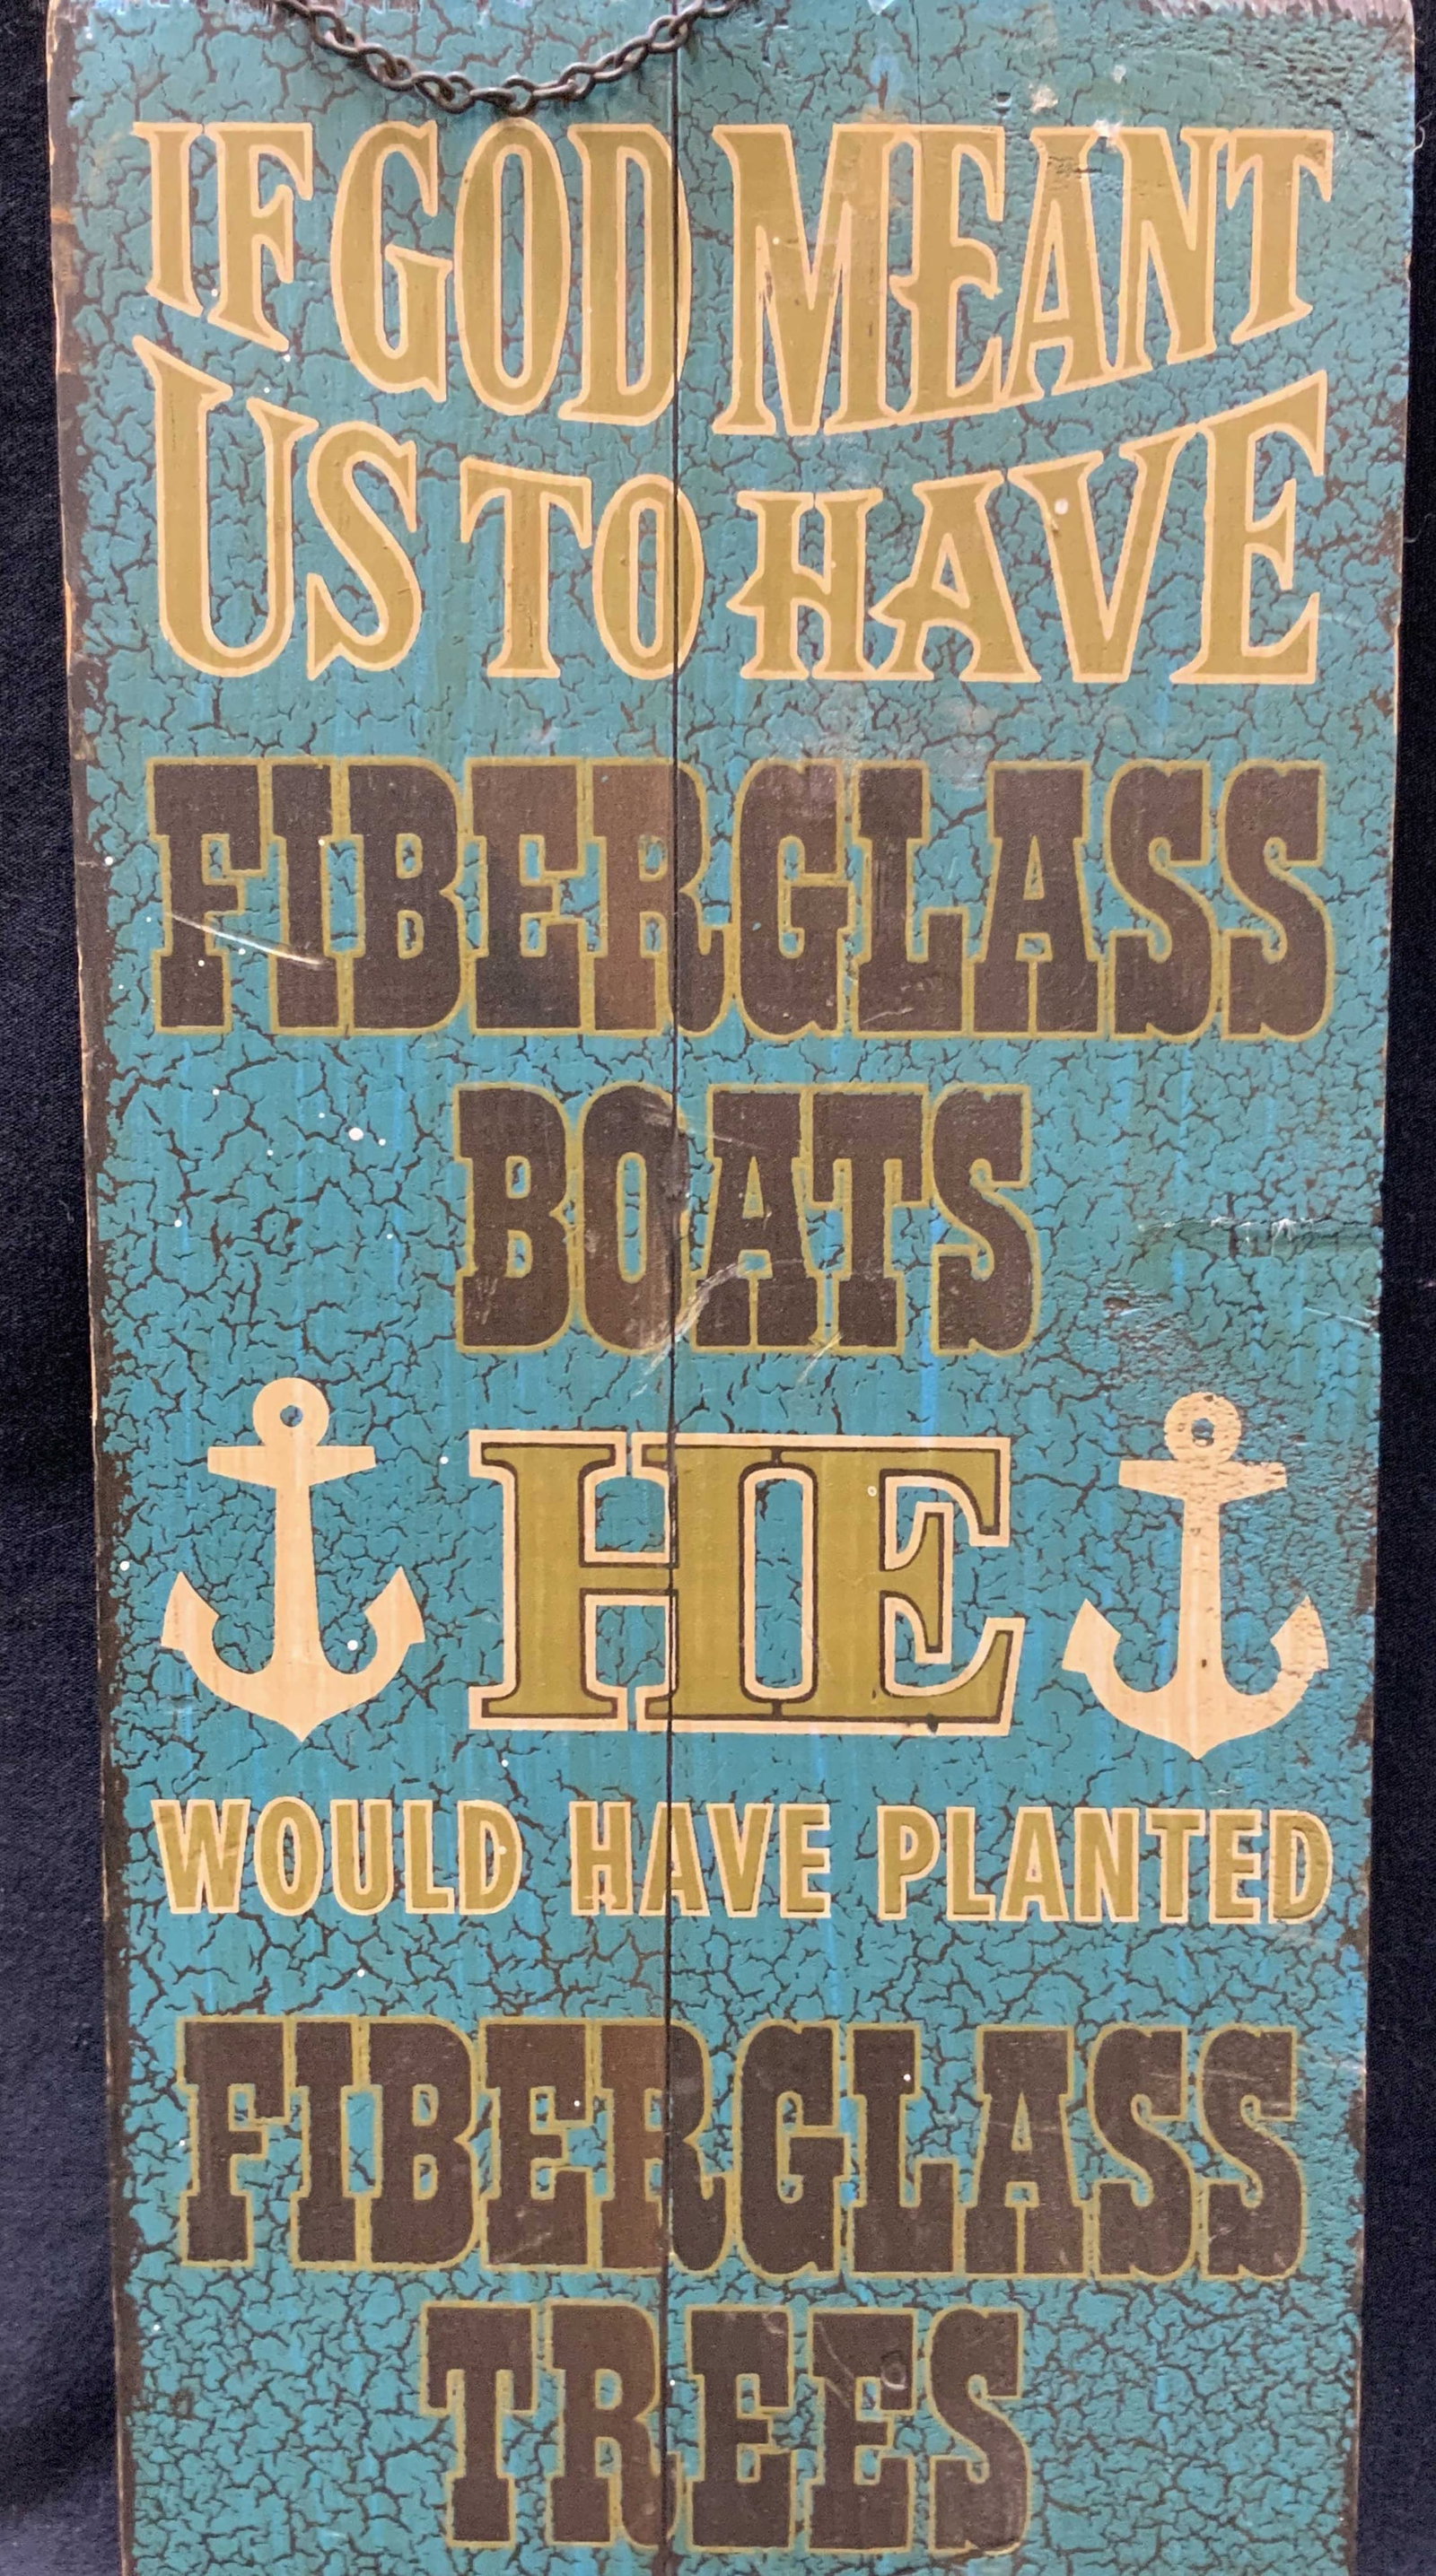 IF GOD MEANT
US TO HAVE
FIBERGLASS
BOATS
HE
WOULD HAVE PLANTED
FIBERGLASS
TREES